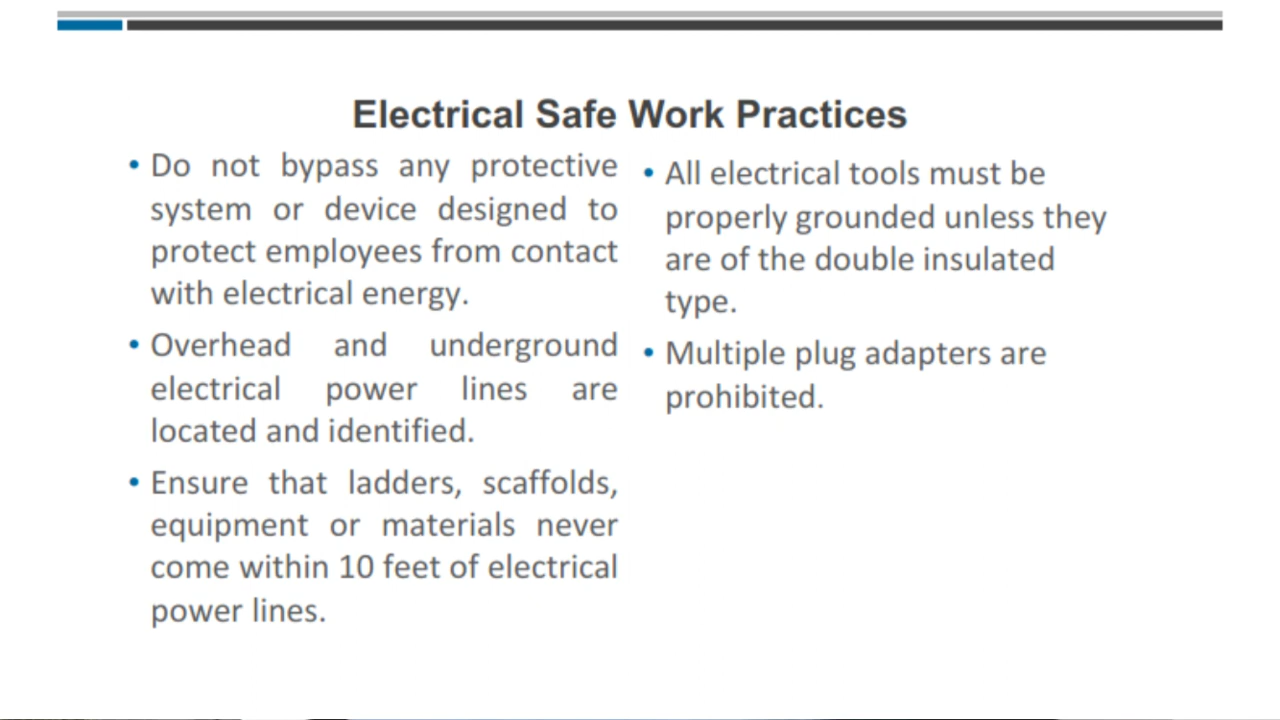 Electrical Safe Work Practices
• Do not bypass any protective
system or device designed to
protect employees from contact
with electrical energy.
• Overhead and underground
electrical power lines are
located and identified.
• Ensure that ladders, scaffolds,
equipment or materials never
come within 10 feet of electrical
power lines.
• All electrical tools must be
properly grounded unless they
are of the double insulated
type.
• Multiple plug adapters are
prohibited.